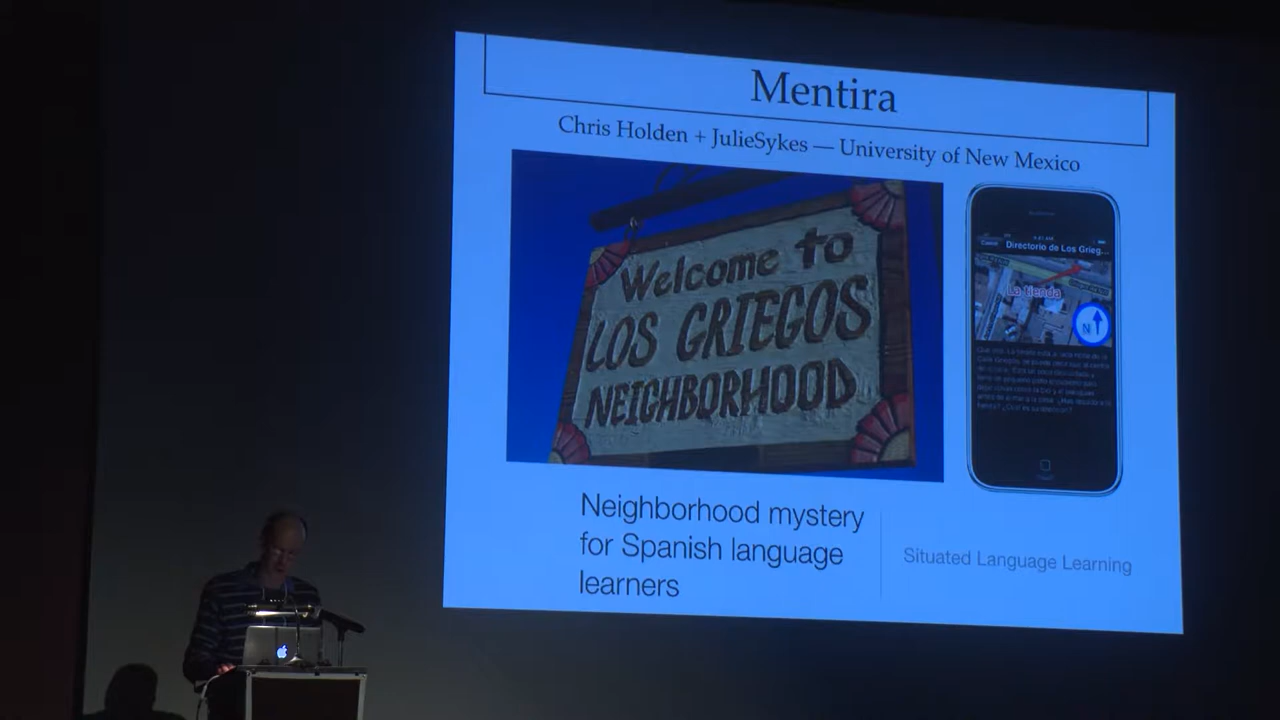 Mentira
Chris Holden + JulieSykes — University of New Mexico
Welcome to
LOS GRIEGOS
NEIGHBORHOOD
Directorio de Los Grieg...
La tienda
N
Neighborhood mystery
for Spanish language
learners
Situated Language Learning